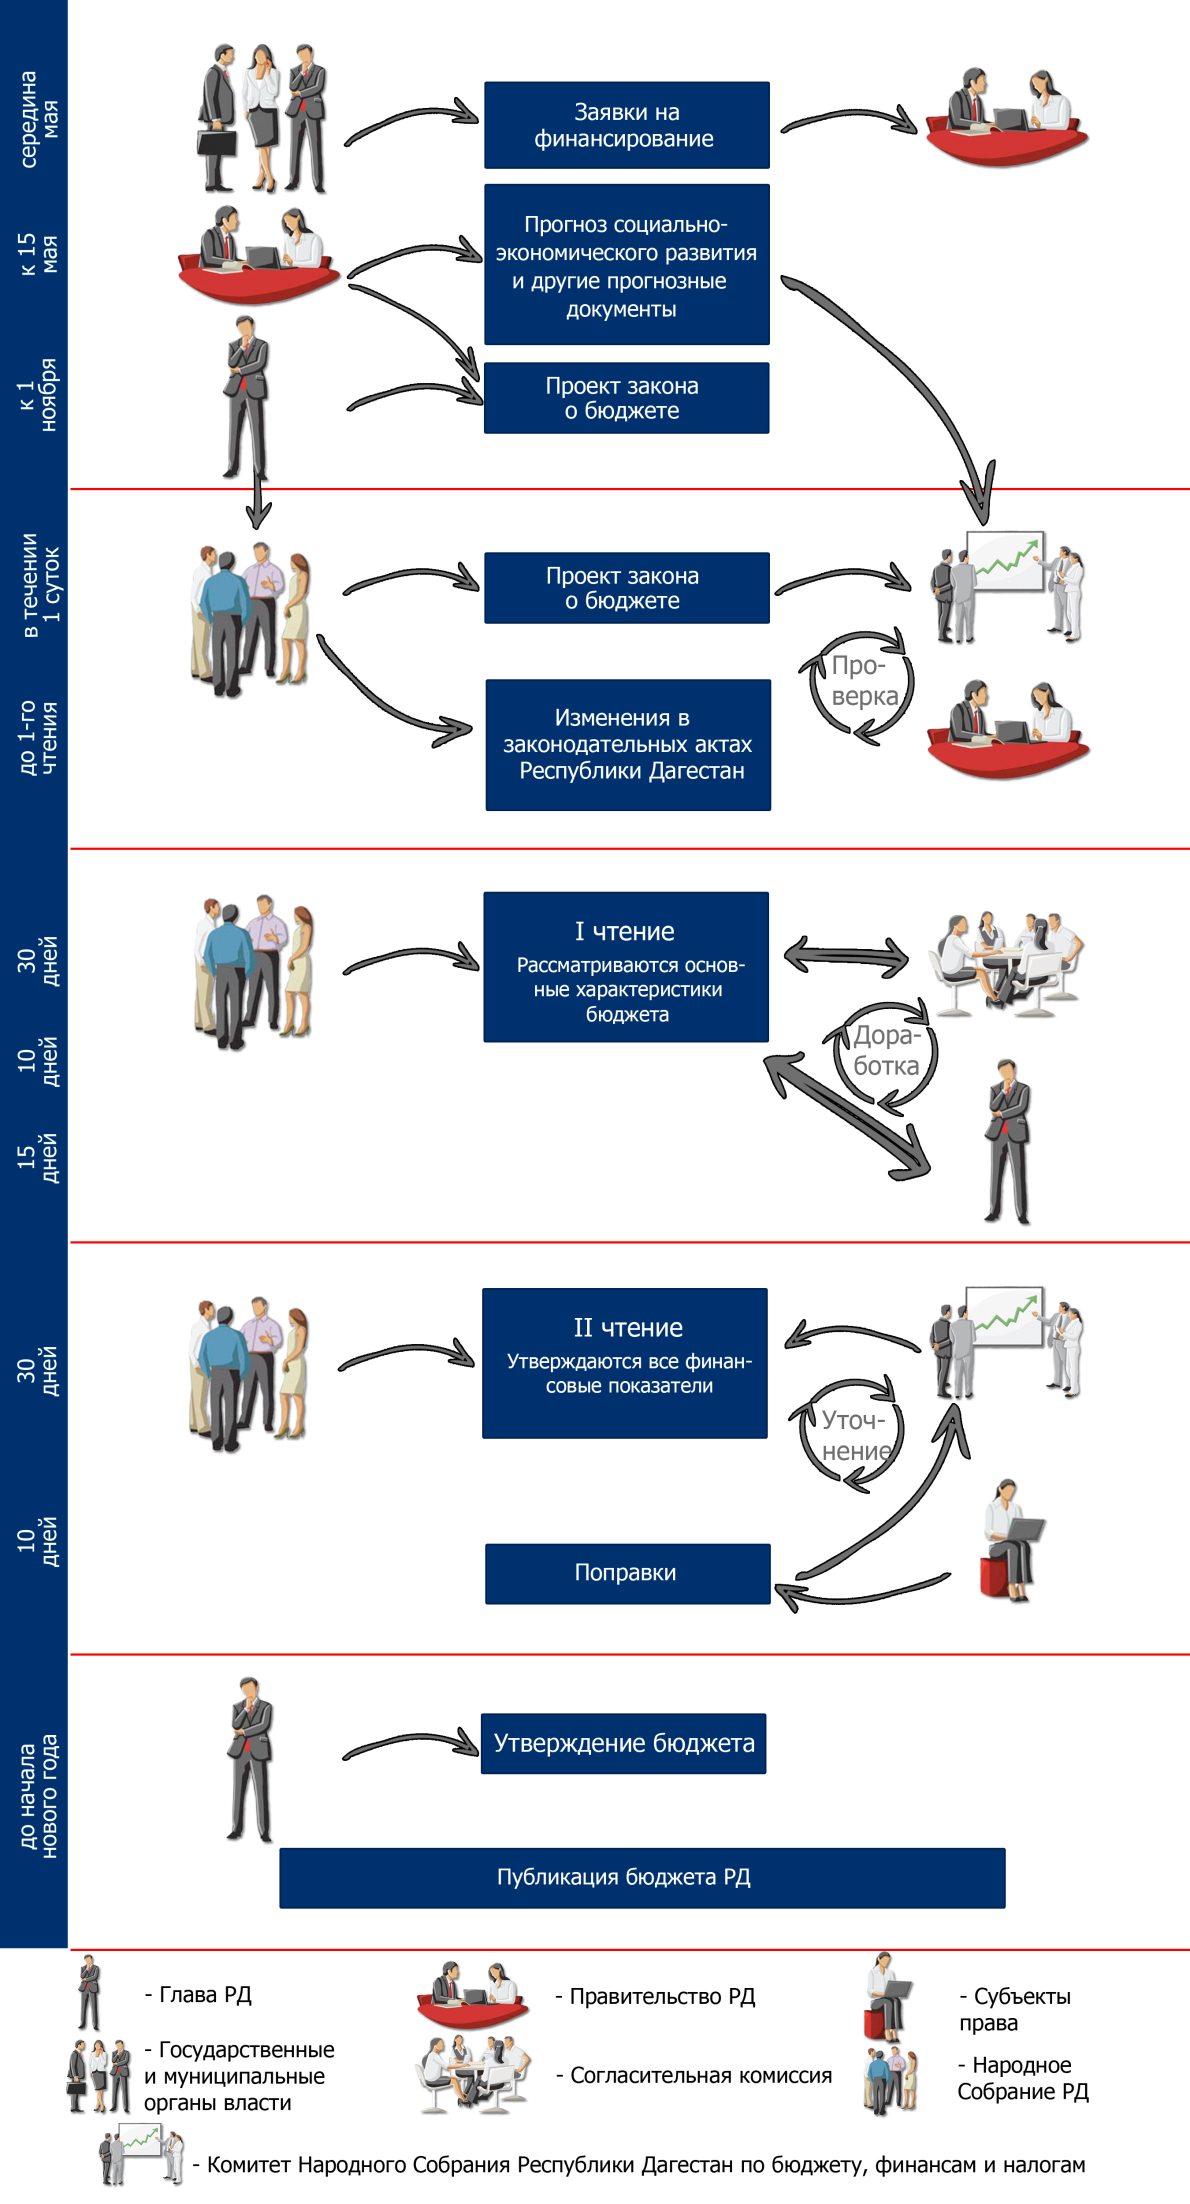 середина
мая
Заявки на
финансирование
к 15
мая
Прогноз социально-
экономического развития
и другие прогнозные
документы
к 1
ноября
Проект закона
о бюджете
в течении
1 суток
Проект закона
о бюджете
Про-
верка
до 1-го
чтения
Изменения в
законодательных актах
Республики Дагестан
30
дней
I чтение
Рассматриваются основ-
ные характеристики
бюджета
10
дней
Дора-
ботка
15
дней
30
дней
II чтение
Утверждаются все финан-
совые показатели
Уточ-
нение
10
дней
Поправки
до начала
нового года
Утверждение бюджета
Публикация бюджета РД
- Глава РД
- Правительство РД
- Субъекты
права
- Государственные
и муниципальные
органы власти
- Согласительная комиссия
- Народное
Собрание РД
- Комитет Народного Собрания Республики Дагестан по бюджету, финансам и налогам